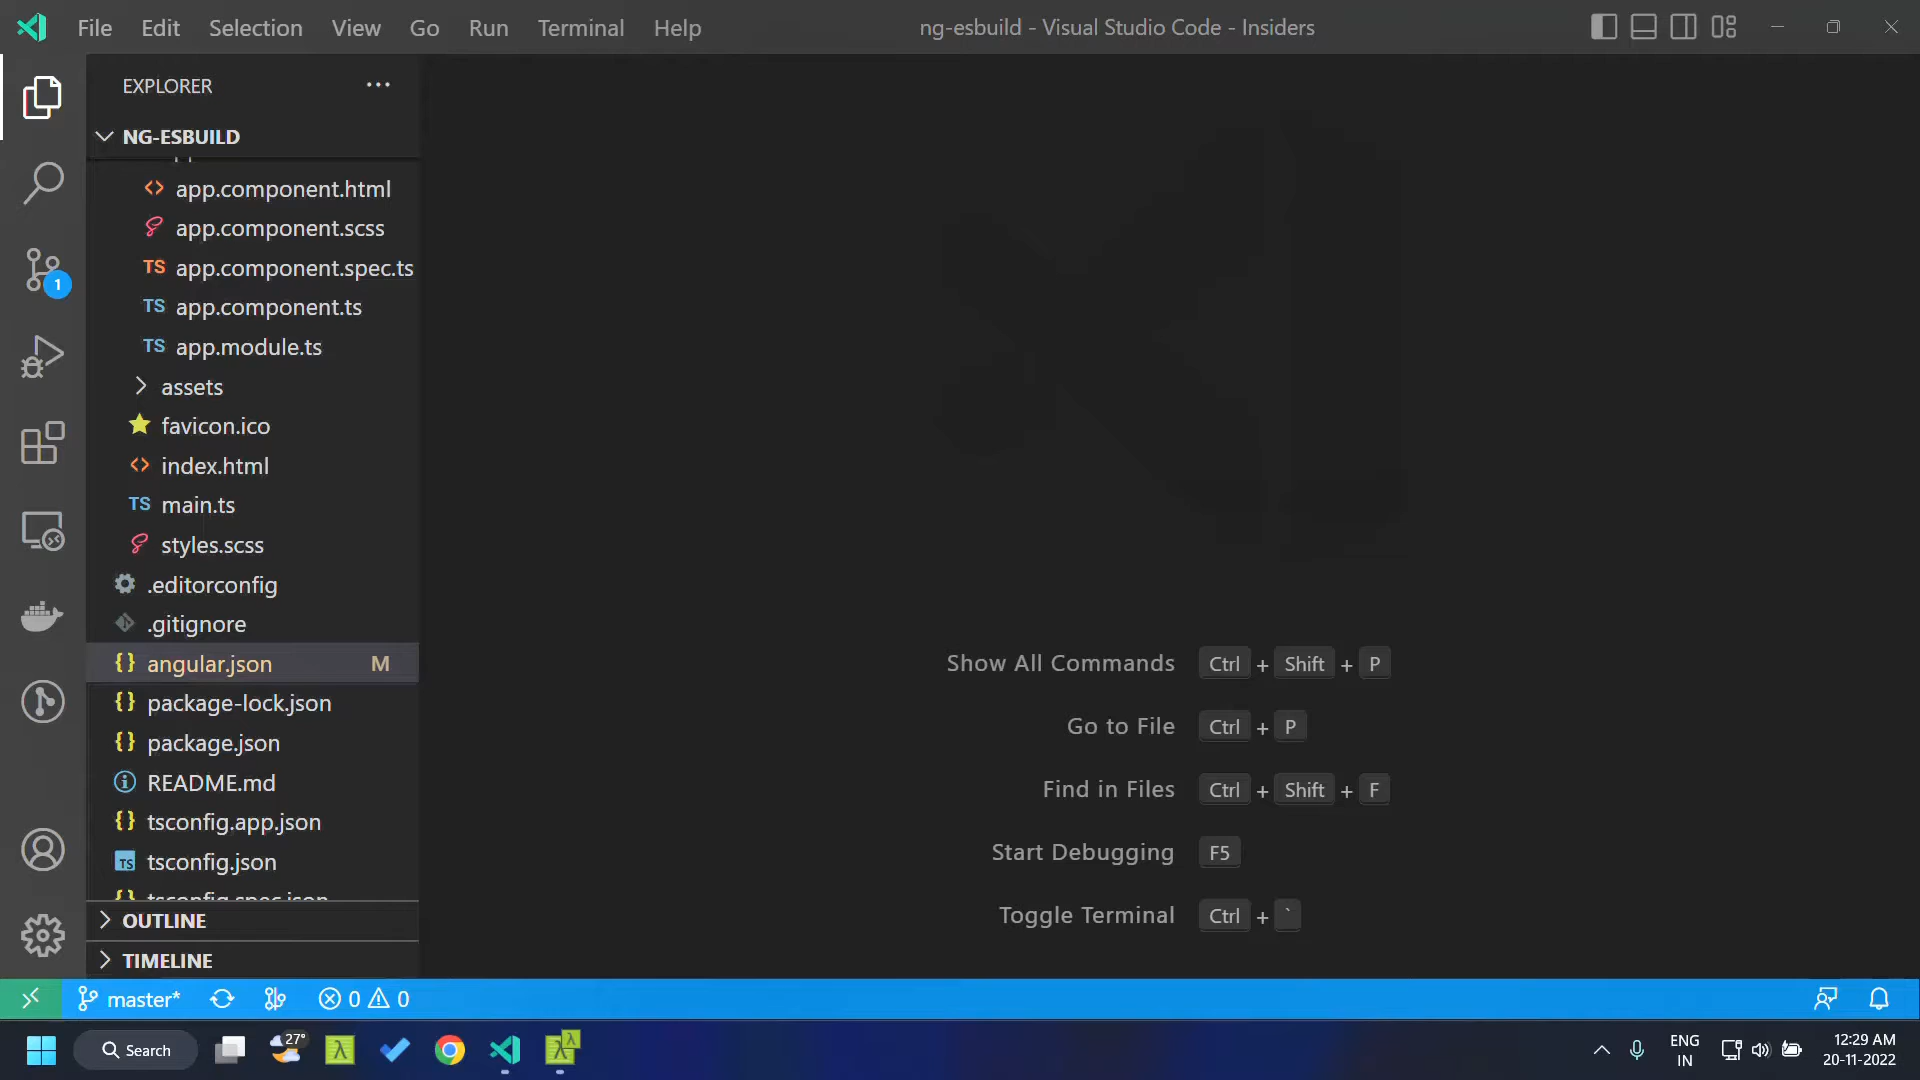 File Edit Selection View Go Run Terminal Help
ng-esbuild - Visual Studio Code - Insiders
EXPLORER
NG-ESBUILD
app.component.html
app.component.scss
TS app.component.spec.ts
TS app.component.ts
TS app.module.ts
assets
favicon.ico
index.html
TS main.ts
styles.scss
.editorconfig
.gitignore
{} angular.json M
{} package-lock.json
{} package.json
README.md
{} tsconfig.app.json
TS tsconfig.json
{} tsconfig.spec.json
OUTLINE
TIMELINE
1
Show All Commands Ctrl + Shift + P
Go to File Ctrl + P
Find in Files Ctrl + Shift + F
Start Debugging F5
Toggle Terminal Ctrl + `
master* 0 0
Search
27°
ENG
IN
12:29 AM
20-11-2022